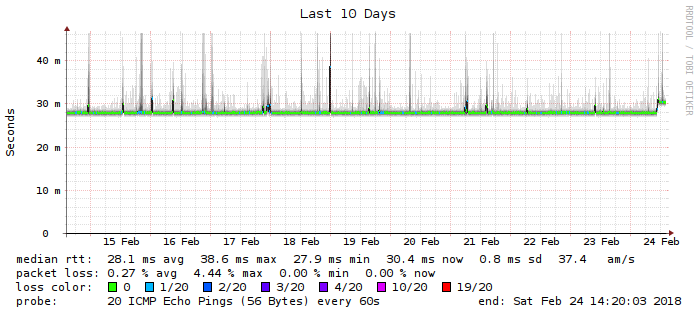 Last 10 Days
RRDTOOL / TOBI OETIKER
Seconds
40 m
30 m
20 m
10 m
0
15 Feb 16 Feb 17 Feb 18 Feb 19 Feb 20 Feb 21 Feb 22 Feb 23 Feb 24 Feb
median rtt: 28.1 ms avg 38.6 ms max 27.9 ms min 30.4 ms now 0.8 ms sd 37.4 am/s
packet loss: 0.27 % avg 4.44 % max 0.00 % min 0.00 % now
loss color: 0 1/20 2/20 3/20 4/20 10/20 19/20
probe: 20 ICMP Echo Pings (56 Bytes) every 60s end: Sat Feb 24 14:20:03 2018